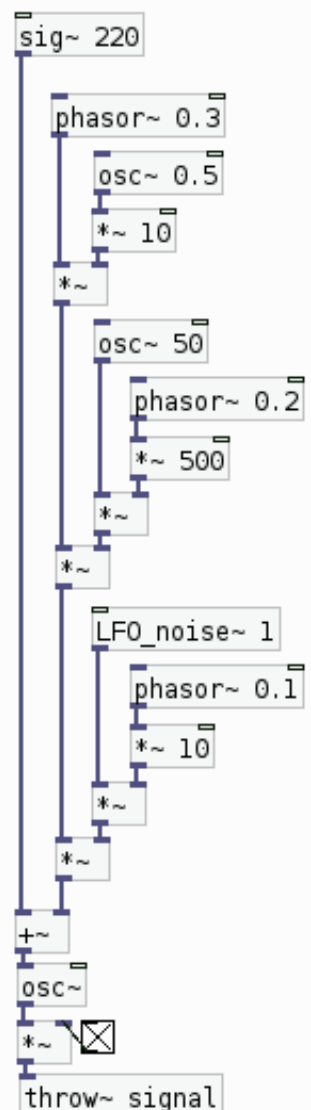 sig~ 220
phasor~ 0.3
osc~ 0.5
*~ 10
*~
osc~ 50
phasor~ 0.2
*~ 500
*~
*~
LFO_noise~ 1
phasor~ 0.1
*~ 10
*~
*~
+~
osc~
*~
throw~ signal